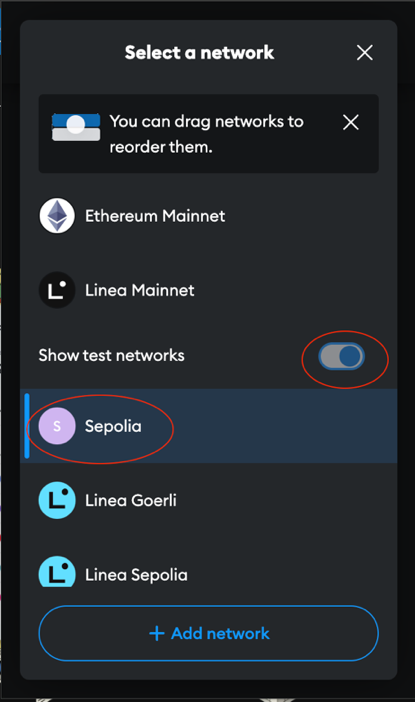 Select a network
You can drag networks to
reorder them.
Ethereum Mainnet
Linea Mainnet
Show test networks
S
Sepolia
Linea Goerli
Linea Sepolia
+ Add network